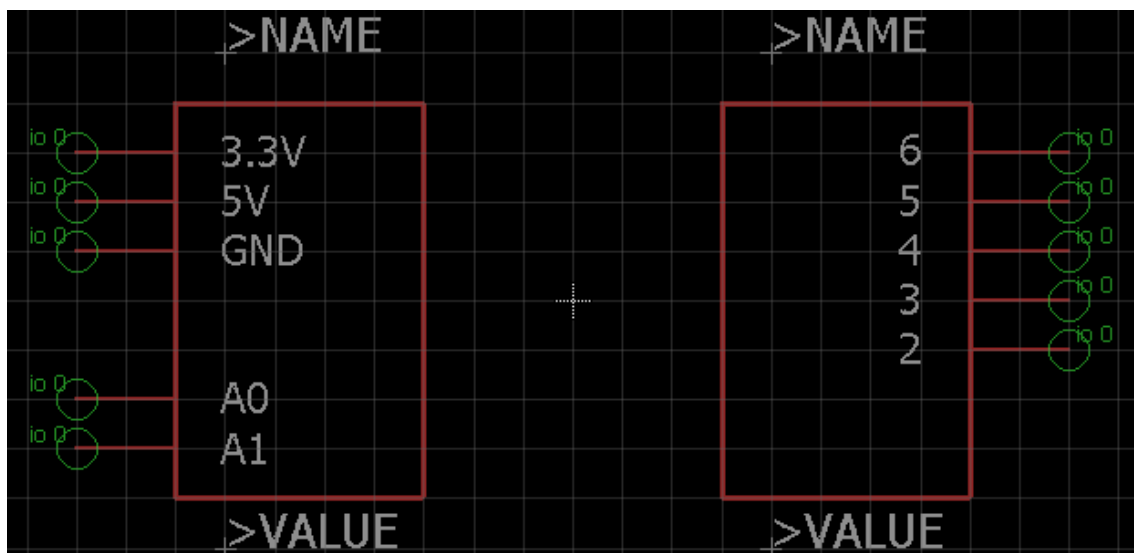 >NAME
io 0 3.3V
io 0 5V
io 0 GND
io 0 A0
io 0 A1
>VALUE
>NAME
6 io 0
5 io 0
4 io 0
3 io 0
2 io 0
>VALUE